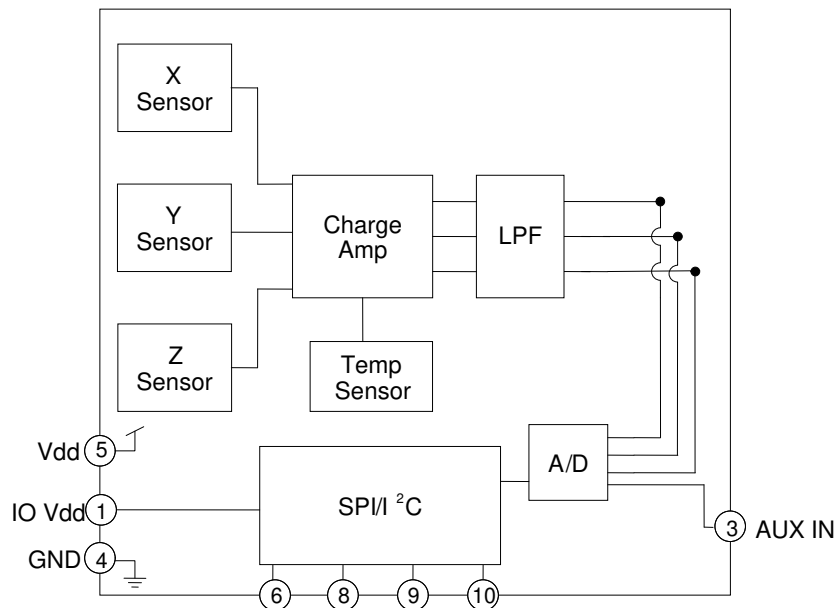 X
Sensor
Y
Sensor
Charge
Amp
LPF
Z
Sensor
Temp
Sensor
Vdd 5
A/D
IO Vdd 1
SPI/I ²C
3 AUX IN
GND 4
6 8 9 10